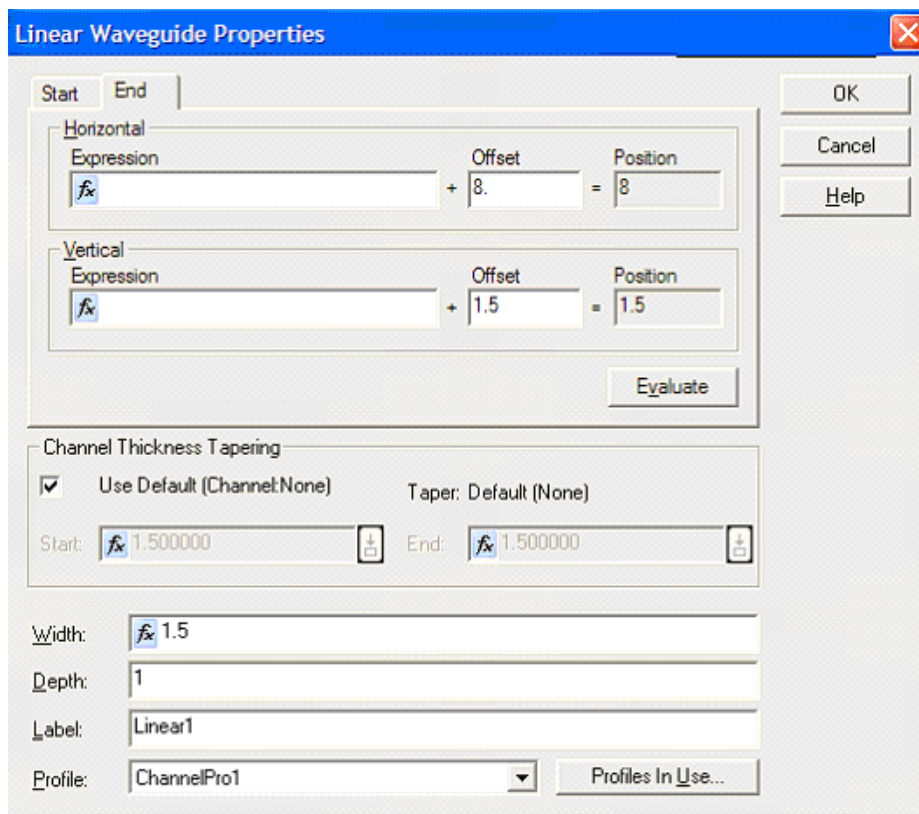 Linear Waveguide Properties
Start End
OK
Horizontal
Cancel
Expression Offset Position
fx + 8. = 8
Help
Vertical
Expression Offset Position
fx + 1.5 = 1.5
Evaluate
Channel Thickness Tapering
Use Default (Channel:None) Taper: Default (None)
Start: fx 1.500000 End: fx 1.500000
Width: fx 1.5
Depth: 1
Label: Linear1
Profile: ChannelPro1 Profiles In Use...